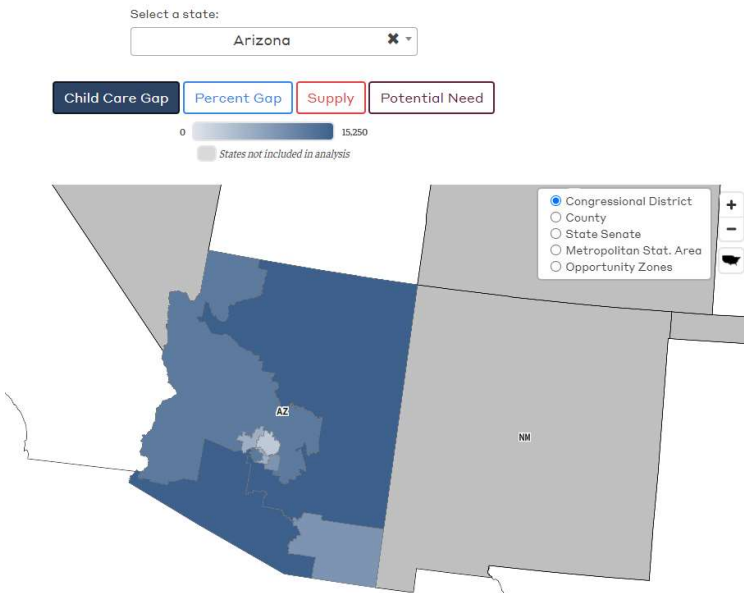 Select a state:
Arizona
Child Care Gap
Percent Gap
Supply
Potential Need
0
15,250
States not included in analysis
Congressional District
County
State Senate
Metropolitan Stat. Area
Opportunity Zones
AZ
NM